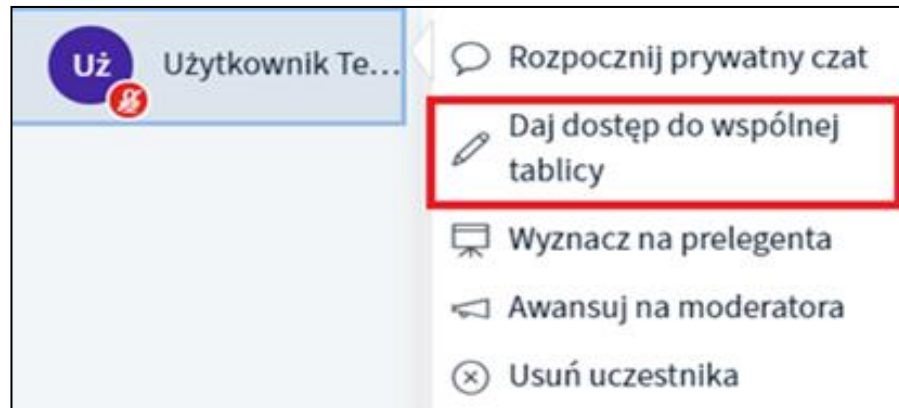 Uż
Użytkownik Te...
Rozpocznij prywatny czat
Daj dostęp do wspólnej
tablicy
Wyznacz na prelegenta
Awansuj na moderatora
Usuń uczestnika